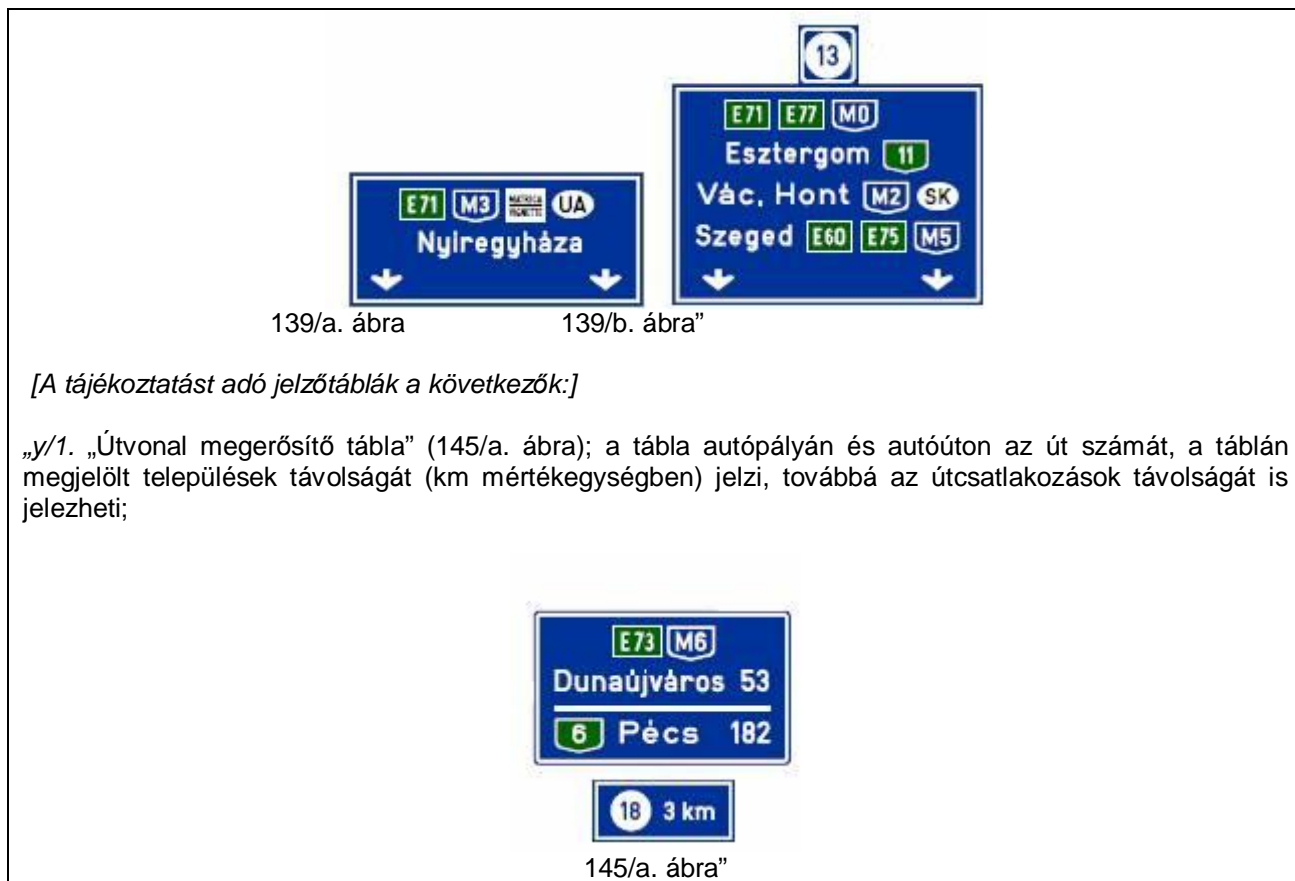 13
E71 E77 M0
Esztergom 11
Vác, Hont M2 SK
Szeged E60 E75 M5
E71 M3 MATRICA VIGNETTE UA
Nyíregyháza
139/a. ábra 139/b. ábra”
[A tájékoztatást adó jelzőtáblák a következők:]
„y/1. „Útvonal megerősítő tábla” (145/a. ábra); a tábla autópályán és autóúton az út számát, a táblán
megjelölt települések távolságát (km mértékegységben) jelzi, továbbá az útcsatlakozások távolságát is
jelezheti;
E73 M6
Dunaújváros 53
6 Pécs 182
18 3 km
145/a. ábra”